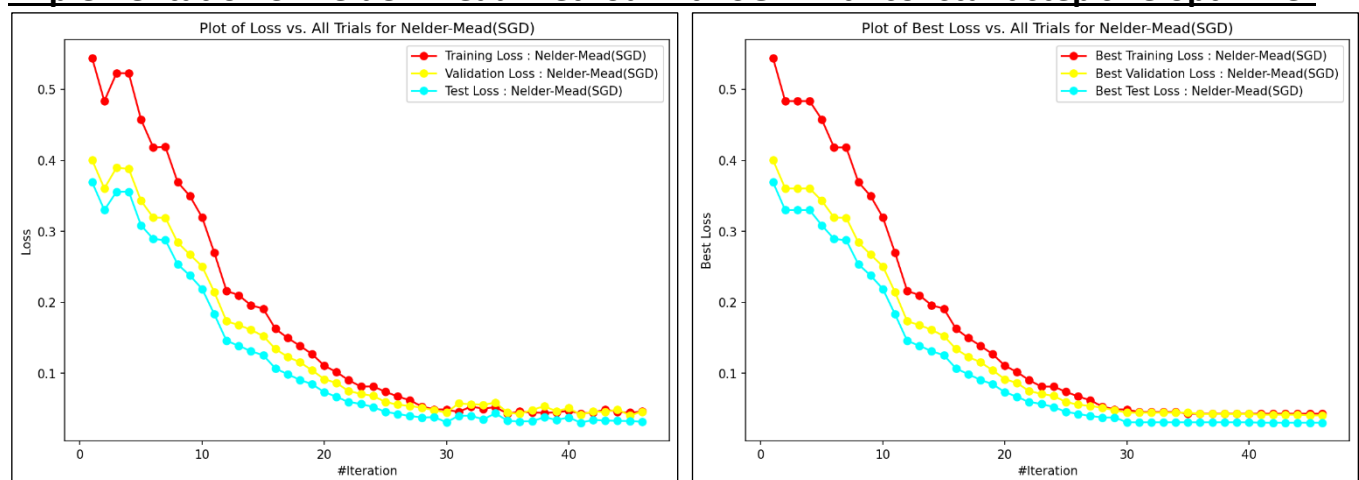 Plot of Loss vs. All Trials for Nelder-Mead(SGD)
Training Loss : Nelder-Mead(SGD)
Validation Loss : Nelder-Mead(SGD)
Test Loss : Nelder-Mead(SGD)
Loss
0.5
0.4
0.3
0.2
0.1
0
10
20
30
40
#Iteration
Plot of Best Loss vs. All Trials for Nelder-Mead(SGD)
Best Training Loss : Nelder-Mead(SGD)
Best Validation Loss : Nelder-Mead(SGD)
Best Test Loss : Nelder-Mead(SGD)
Best Loss
0.5
0.4
0.3
0.2
0.1
0
10
20
30
40
#Iteration